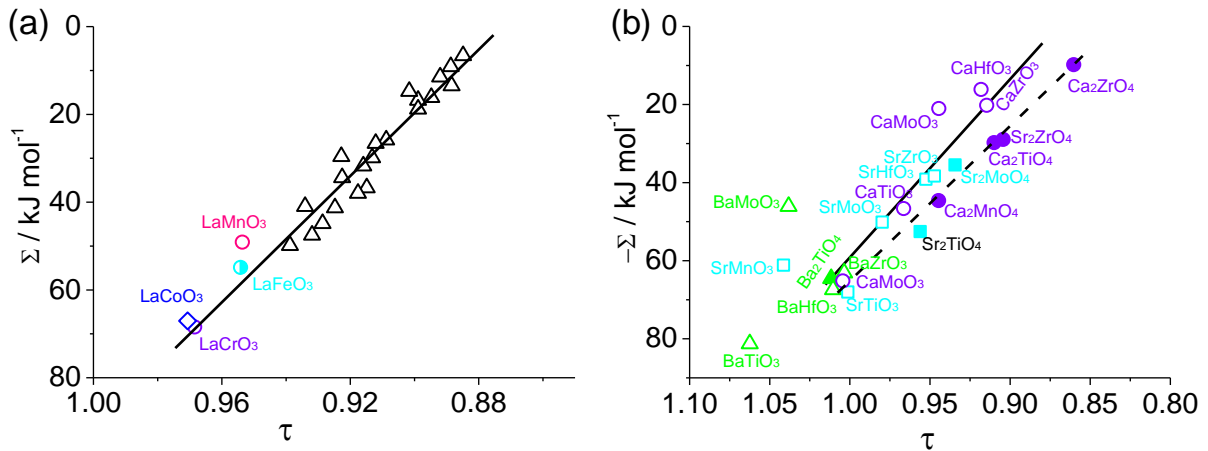 (a)
0
20
40
60
80
Σ / kJ mol⁻¹
LaMnO₃
LaFeO₃
LaCoO₃
LaCrO₃
1.00
0.96
0.92
0.88
τ
(b)
0
20
40
60
80
−Σ / kJ mol⁻¹
CaHfO₃
CaZrO₃
Ca₂ZrO₄
CaMoO₃
Sr₂ZrO₄
SrZrO₃
Ca₂TiO₄
SrHfO₃
Sr₂MoO₄
CaTiO₃
BaMoO₃
SrMoO₃
Ca₂MnO₄
Sr₂TiO₄
Ba₂TiO₄
BaZrO₃
SrMnO₃
CaMoO₃
BaHfO₃
SrTiO₃
BaTiO₃
1.10
1.05
1.00
0.95
0.90
0.85
0.80
τ